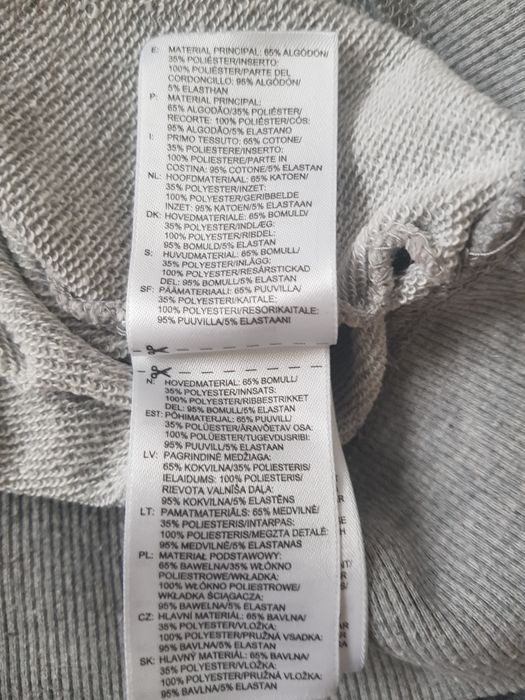 E: MATERIAL PRINCIPAL: 65% ALGODÓN/
35% POLIÉSTER/INSERTO:
100% POLIÉSTER/PARTE DEL
CORDONCILLO: 95% ALGODÓN/
5% ELASTHAN
P: MATERIAL PRINCIPAL:
65% ALGODÃO/35% POLIÉSTER/
RECORTE: 100% POLIÉSTER/CÓS:
95% ALGODÃO/5% ELASTANO
I: PRIMO TESSUTO: 65% COTONE/
35% POLIESTERE/INSERTO:
100% POLIESTERE/PARTE IN
COSTINA: 95% COTONE/5% ELASTAN
NL: HOOFDMATERIAAL: 65% KATOEN/
35% POLYESTER/INZET:
100% POLYESTER/GERIBBELDE
INZET: 95% KATOEN/5% ELASTAAN
DK: HOVEDMATERIALE: 65% BOMULD/
35% POLYESTER/INDLÆG:
100% POLYESTER/RIBDEL:
95% BOMULD/5% ELASTAN
S: HUVUDMATERIAL: 65% BOMULL/
35% POLYESTER/INLÄGG:
100% POLYESTER/RESÅRSTICKAD
DEL: 95% BOMULL/5% ELASTAN
SF: PÄÄMATERIAALI: 65% PUUVILLA/
35% POLYESTERI/KAITALE:
100% POLYESTERI/RESORIKAITALE:
95% PUUVILLA/5% ELASTAANI
N: HOVEDMATERIAL: 65% BOMULL/
35% POLYESTER/INNSATS:
100% POLYESTER/RIBBESTRIKKET
DEL: 95% BOMULL/5% ELASTAN
EST: PÕHIMATERJAL: 65% PUUVILL/
35% POLÜESTER/ÄRAVÕETAV OSA:
100% POLÜESTER/TUGEVDUSRIBI:
95% PUUVILL/5% ELASTAAN
LV: PAGRINDINE MEDŽIAGA:
65% KOKVILNA/35% POLIESTERIS/
IELAIDUMS: 100% POLIESTERIS/
RIEVOTA VALNĪŠA DAĻA:
95% KOKVILNA/5% ELASTĒNS
LT: PAMATMATERIĀLS: 65% MEDVILNĖ/
35% POLIESTERIS/INTARPAS:
100% POLIESTERIS/MEGZTA DETALĖ:
95% MEDVILNĖ/5% ELASTANAS
PL: MATERIAŁ PODSTAWOWY:
65% BAWEŁNA/35% WŁÓKNO
POLIESTROWE/WKŁADKA:
100% WŁÓKNO POLIESTROWE/
WKŁADKA ŚCIĄGACZA:
95% BAWEŁNA/5% ELASTAN
CZ: HLAVNÍ MATERIÁL: 65% BAVLNA/
35% POLYESTER/VLOŽKA:
100% POLYESTER/PRUŽNÁ VSADKA:
95% BAVLNA/5% ELASTAN
SK: HLAVNÝ MATERIÁL: 65% BAVLNA/
35% POLYESTER/VLOŽKA:
100% POLYESTER/PRUŽNÁ VLOŽKA:
95% BAVLNA/5% ELASTAN